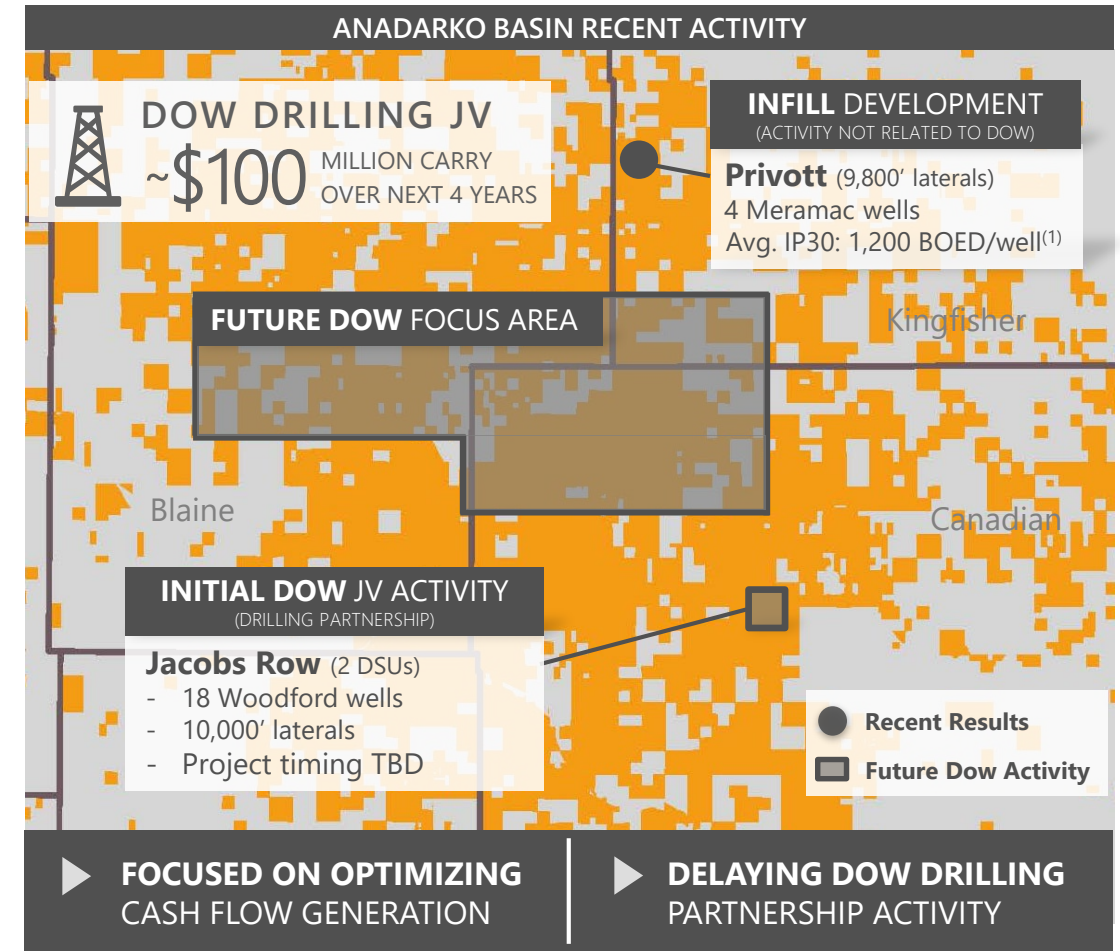 ANADARKO BASIN RECENT ACTIVITY
DOW DRILLING JV
~$100 MILLION CARRY
OVER NEXT 4 YEARS
INFILL DEVELOPMENT
(ACTIVITY NOT RELATED TO DOW)
Privott (9,800' laterals)
4 Meramac wells
Avg. IP30: 1,200 BOED/well(1)
FUTURE DOW FOCUS AREA
Kingfisher
Blaine
Canadian
INITIAL DOW JV ACTIVITY
(DRILLING PARTNERSHIP)
Jacobs Row (2 DSUs)
- 18 Woodford wells
- 10,000' laterals
- Project timing TBD
Recent Results
Future Dow Activity
FOCUSED ON OPTIMIZING
CASH FLOW GENERATION
DELAYING DOW DRILLING
PARTNERSHIP ACTIVITY